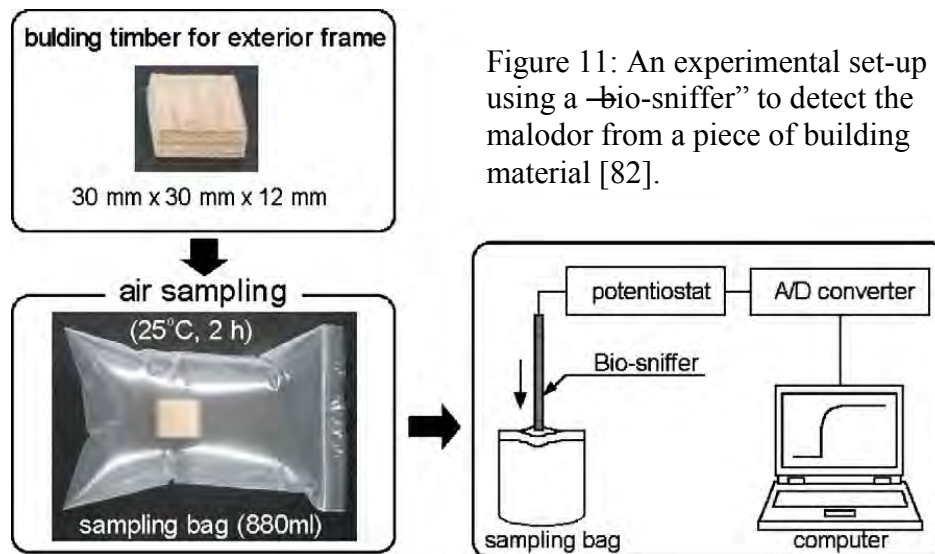 bulding timber for exterior frame
30 mm x 30 mm x 12 mm
Figure 11: An experimental set-up
using a ―bio-sniffer” to detect the
malodor from a piece of building
material [82].
air sampling
(25°C, 2 h)
sampling bag (880ml)
potentiostat
A/D converter
Bio-sniffer
sampling bag
computer